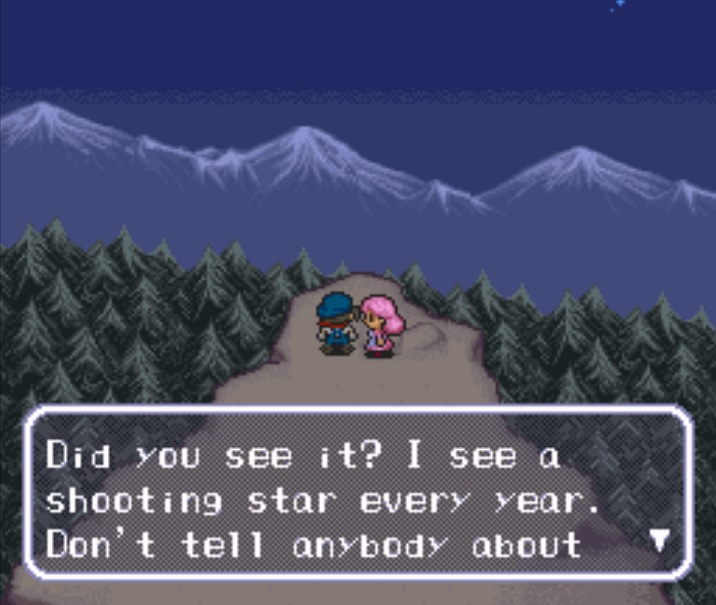 Did you see it? I see a
shooting star every year.
Don't tell anybody about